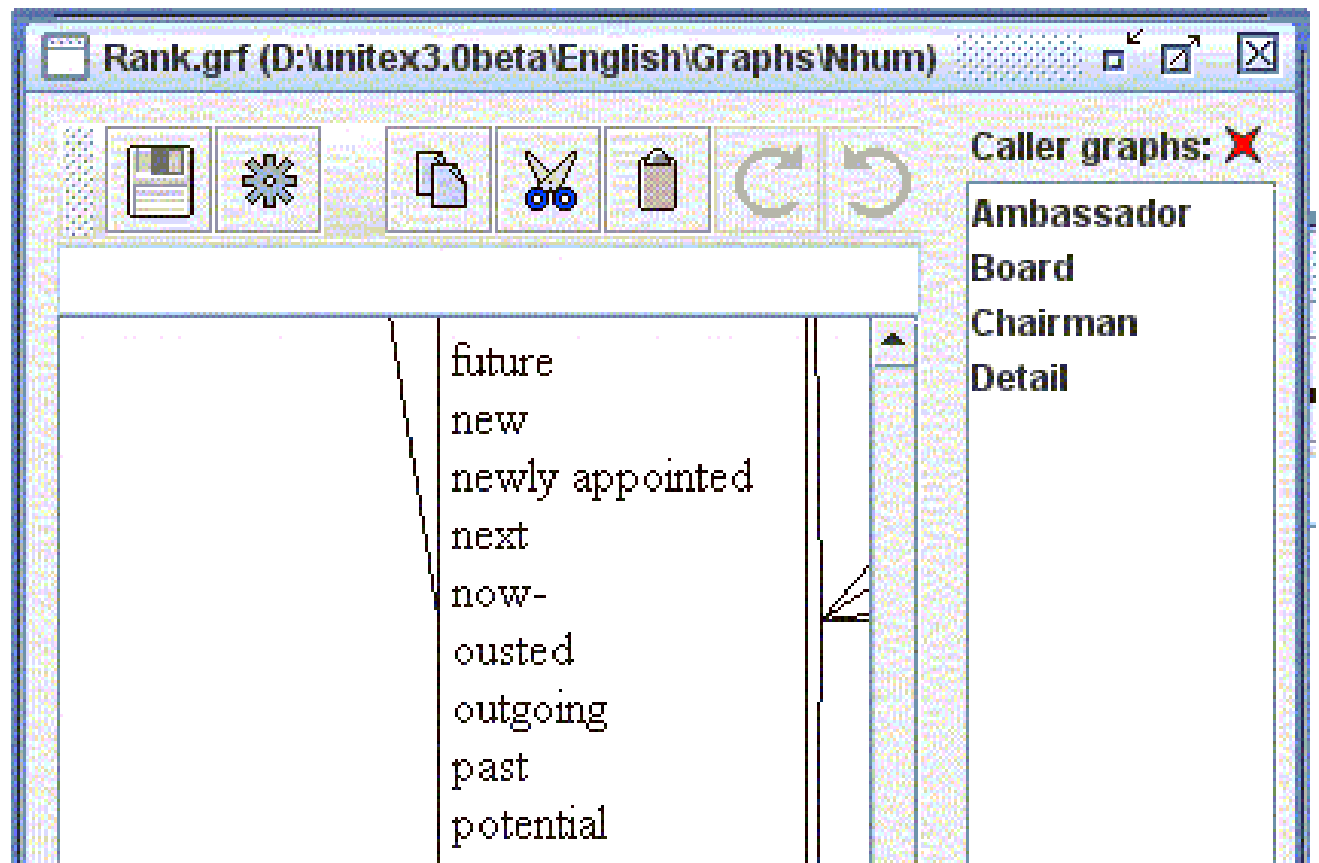 Rank.grf (D:\unitex3.0beta\English\Graphs\Nhum)
Caller graphs:
Ambassador
Board
Chairman
Detail
future
new
newly appointed
next
now-
ousted
outgoing
past
potential